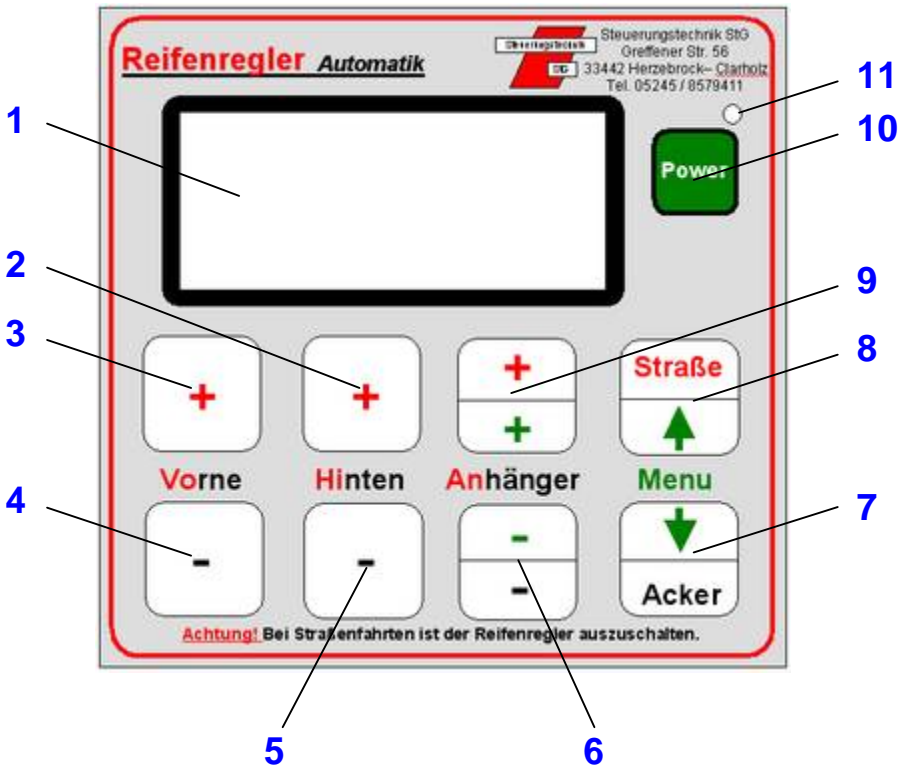 Reifenregler Automatik
Steuerungstechnik
StG
Steuerungstechnik StG
Greffener Str. 56
33442 Herzebrock– Clarholz
Tel. 05245 / 8579411
11
1
10
Power
2
9
3
8
+
+
+
+
Straße
Vorne
Hinten
Anhänger
Menu
4
7
-
-
-
-
Acker
Achtung! Bei Straßenfahrten ist der Reifenregler auszuschalten.
5
6